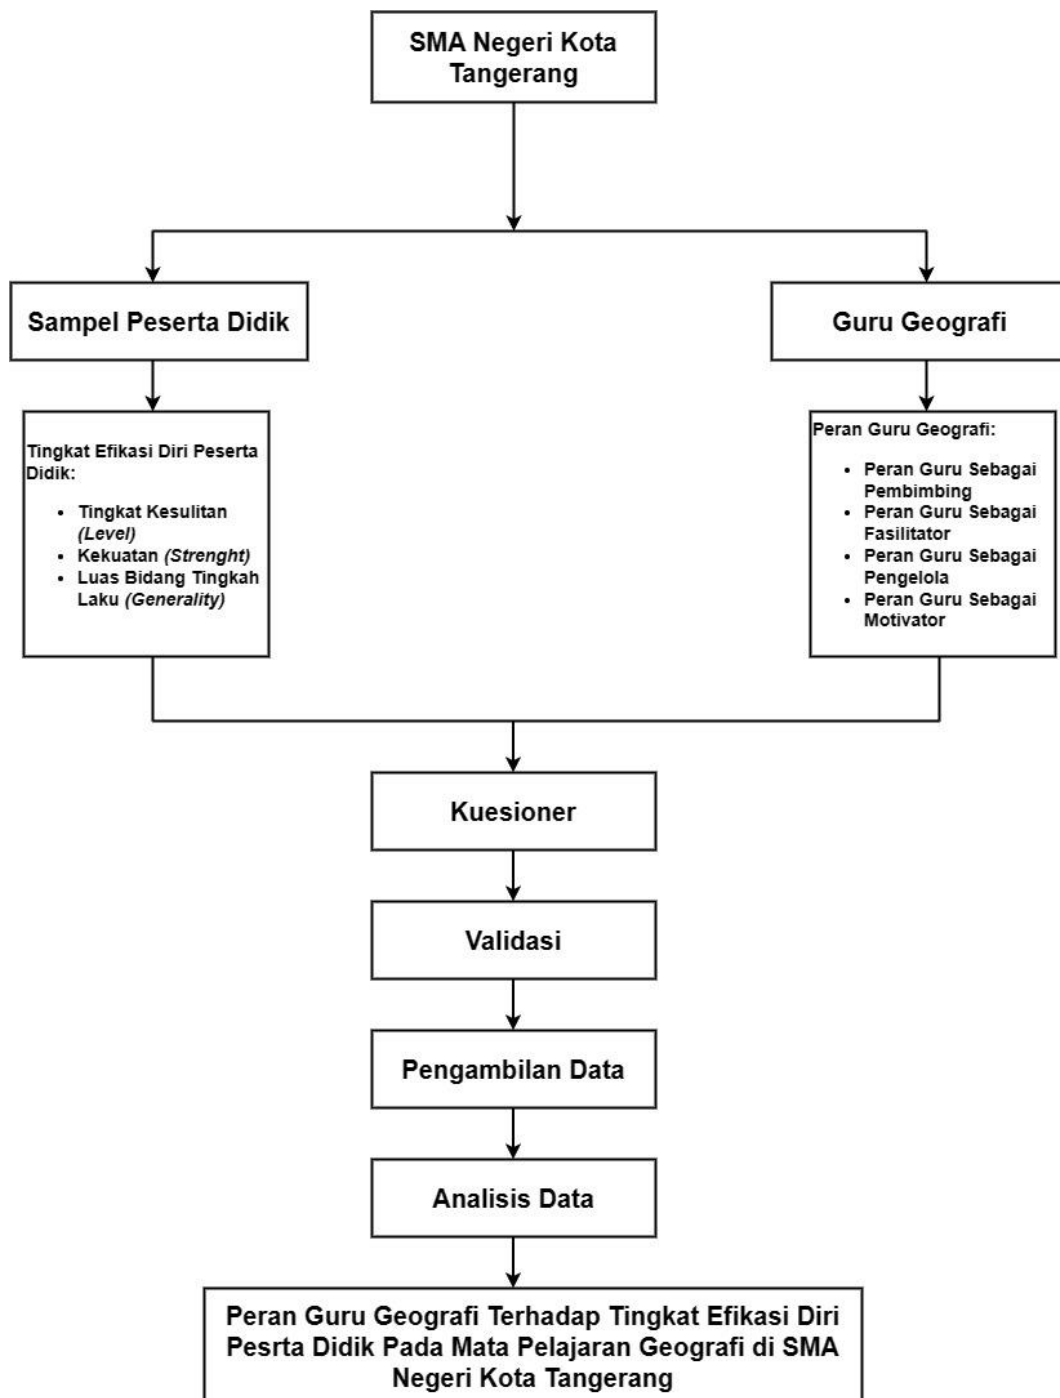 SMA Negeri Kota
Tangerang
Sampel Peserta Didik
Guru Geografi
Tingkat Efikasi Diri Peserta
Didik:
• Tingkat Kesulitan
(Level)
• Kekuatan (Strenght)
• Luas Bidang Tingkah
Laku (Generality)
Peran Guru Geografi:
• Peran Guru Sebagai
Pembimbing
• Peran Guru Sebagai
Fasilitator
• Peran Guru Sebagai
Pengelola
• Peran Guru Sebagai
Motivator
Kuesioner
Validasi
Pengambilan Data
Analisis Data
Peran Guru Geografi Terhadap Tingkat Efikasi Diri
Pesrta Didik Pada Mata Pelajaran Geografi di SMA
Negeri Kota Tangerang